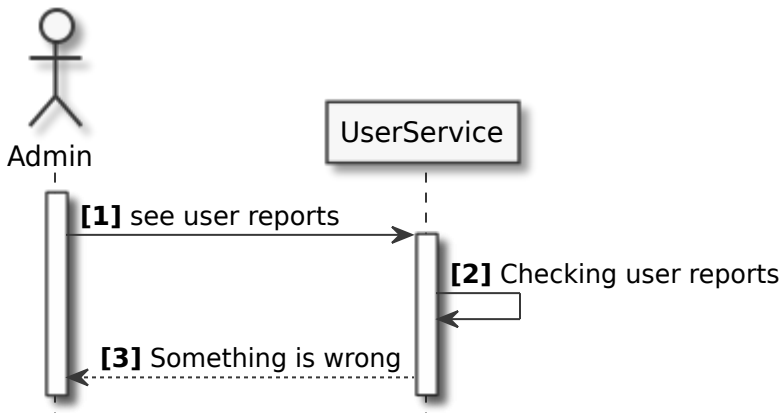 Admin
UserService
[1] see user reports
[2] Checking user reports
[3] Something is wrong